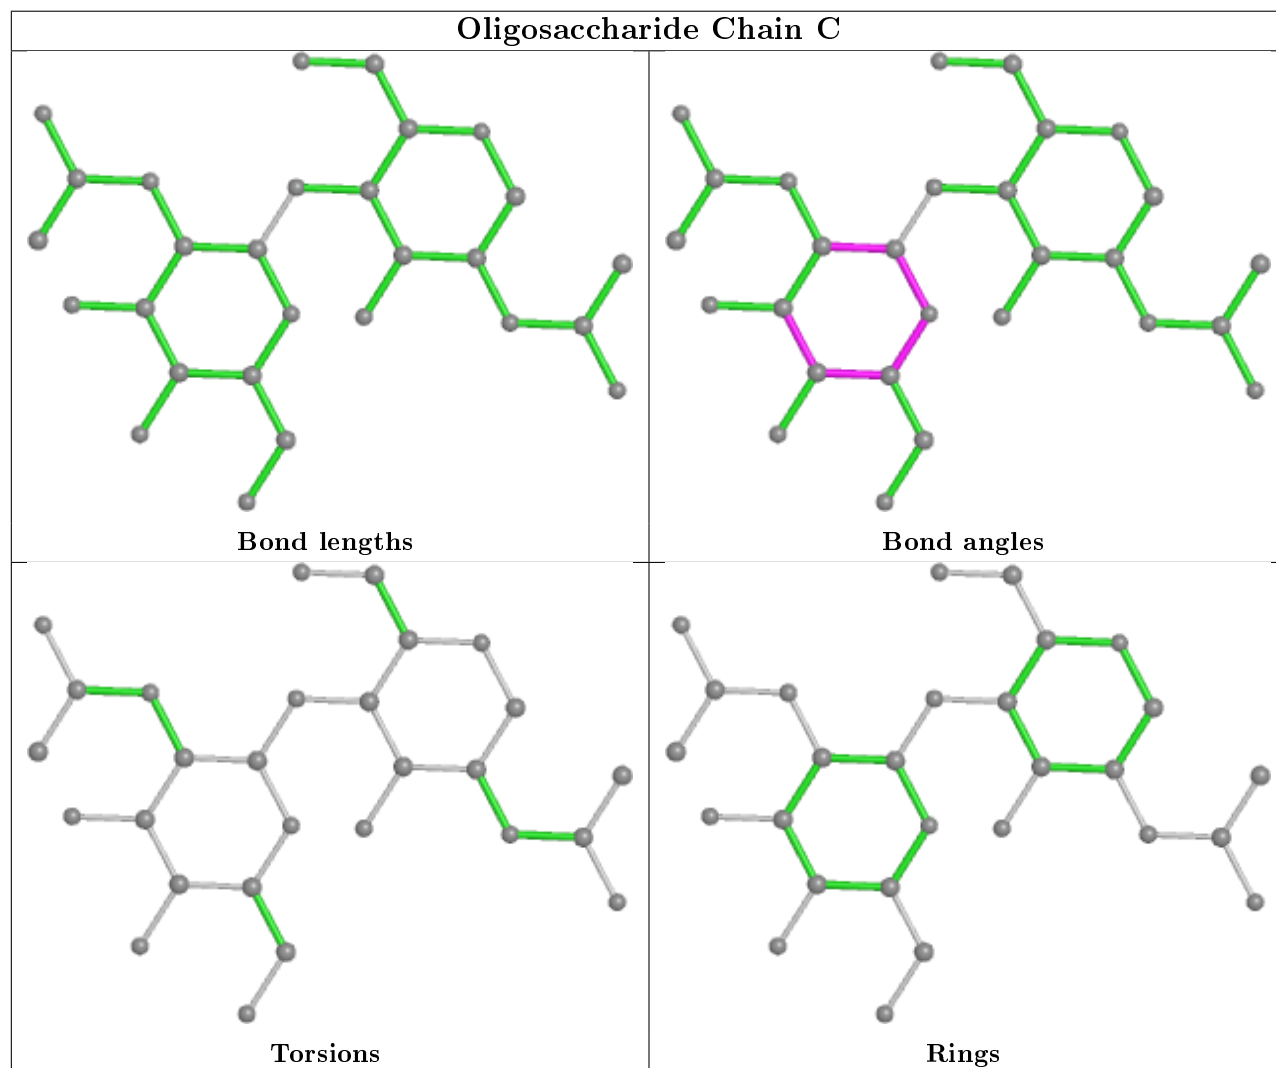 Oligosaccharide Chain C
Bond lengths
Bond angles
Torsions
Rings